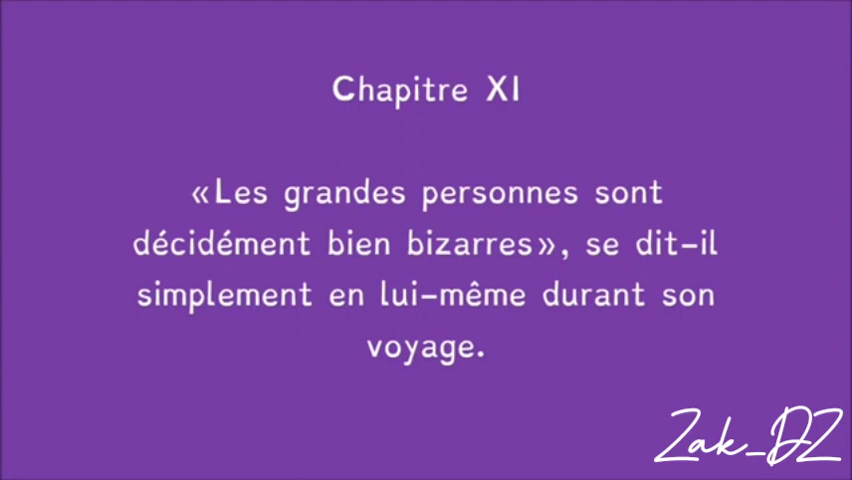 Chapitre XI
«Les grandes personnes sont
décidément bien bizarres», se dit-il
simplement en lui-même durant son
voyage.
Zak_DZ